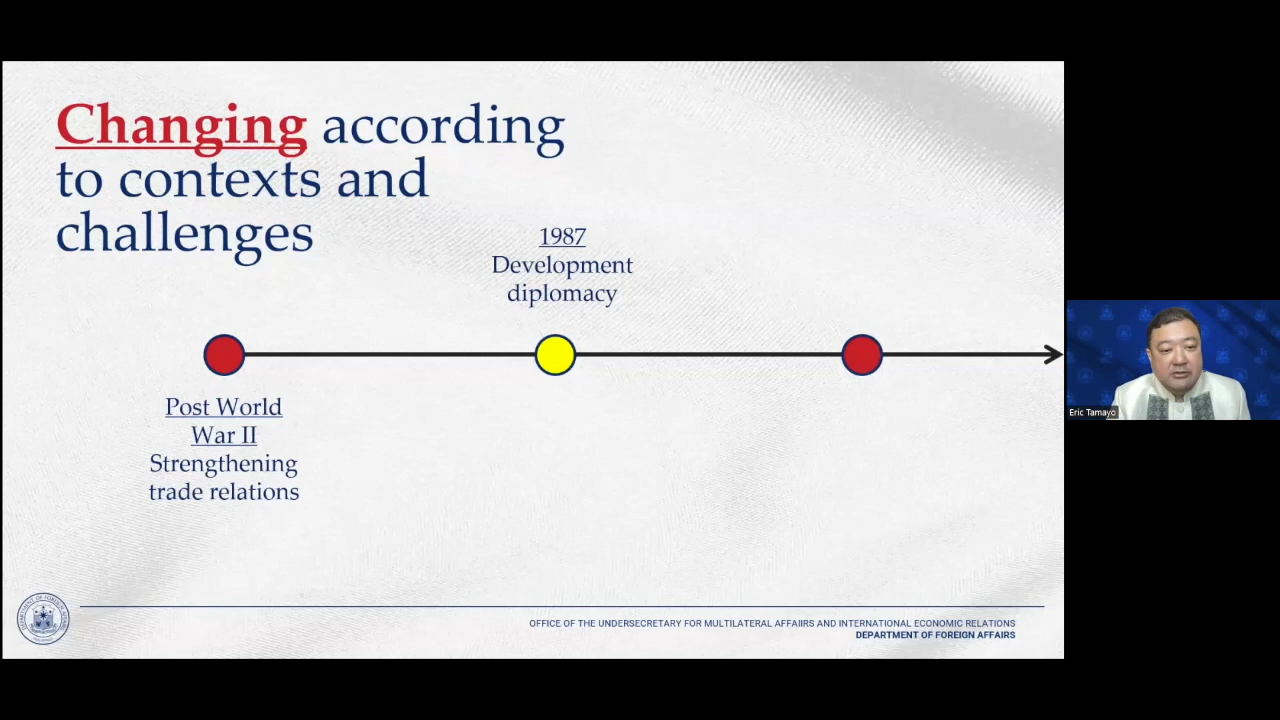 Changing according
to contexts and
challenges
1987
Development
diplomacy
Post World
War II
Strengthening
trade relations
OFFICE OF THE UNDERSECRETARY FOR MULTILATERAL AFFAIIRS AND INTERNATIONAL ECONOMIC RELATIONS
DEPARTMENT OF FOREIGN AFFAIRS
Eric Tamayo